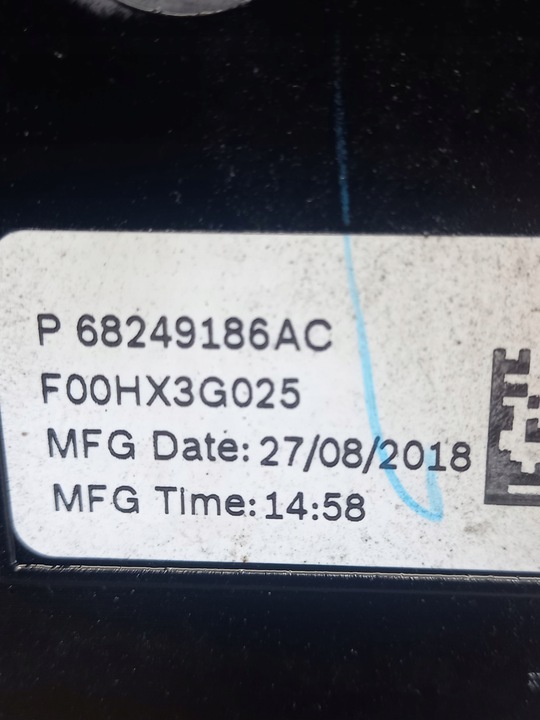 P 68249186AC
F00HX3G025
MFG Date: 27/08/2018
MFG Time: 14:58